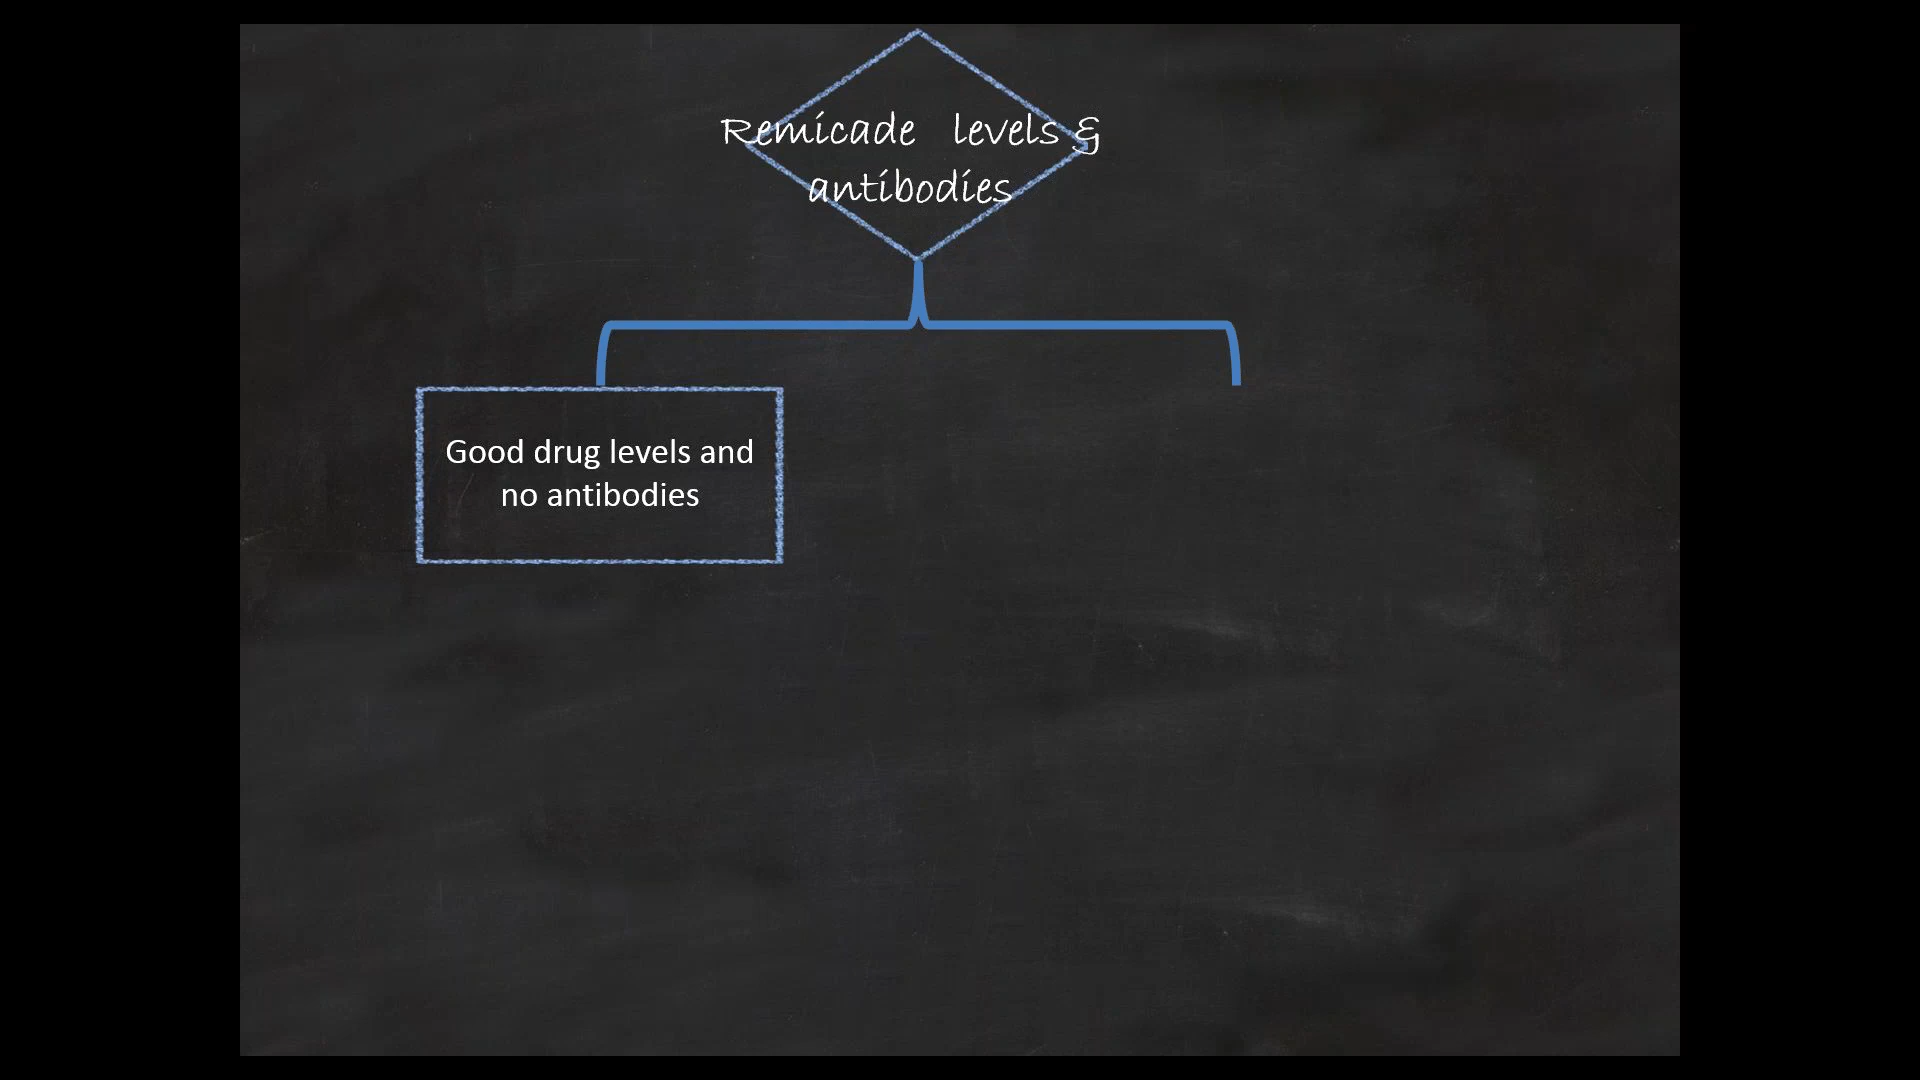 Remicade levels &
antibodies
Good drug levels and
no antibodies